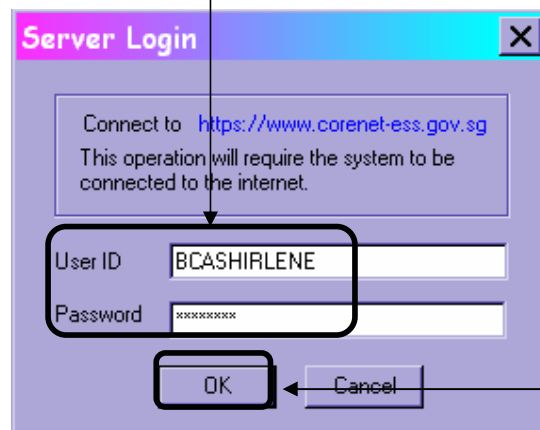 Server Login
Connect to https://www.corenet-ess.gov.sg
This operation will require the system to be
connected to the internet.
User ID BCASHIRLENE
Password ********
OK Cancel